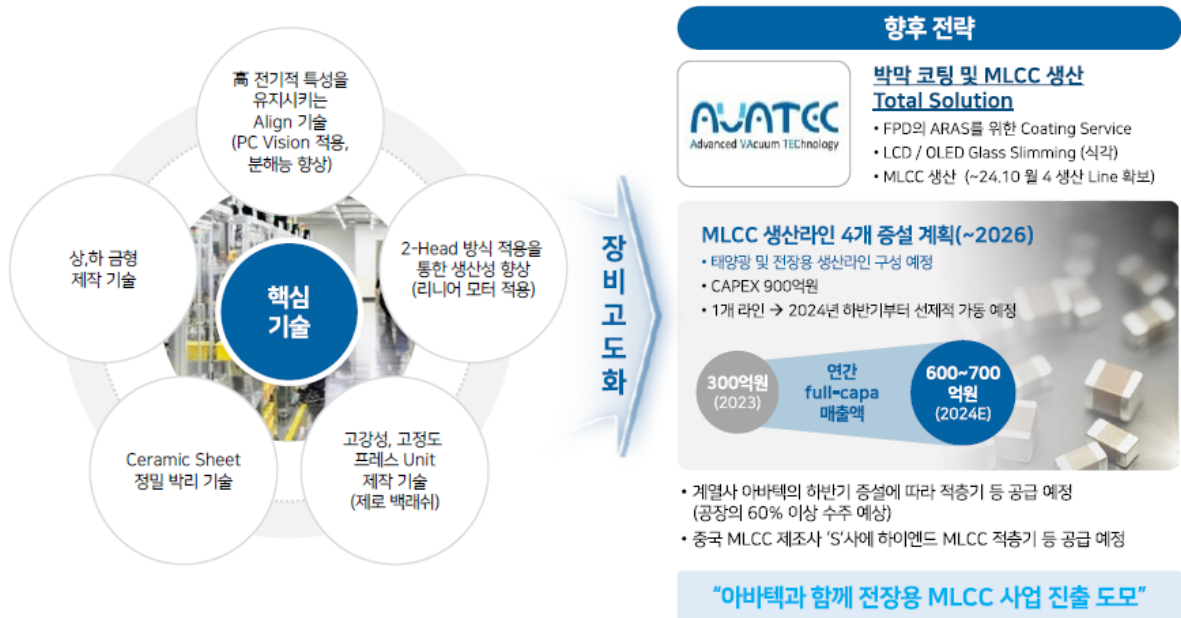 高 전기적 특성을
유지시키는
Align 기술
(PC Vision 적용,
분해능 향상)
상,하 금형
제작 기술
2-Head 방식 적용을
통한 생산성 향상
(리니어 모터 적용)
핵심
기술
Ceramic Sheet
정밀 박리 기술
고강성, 고정도
프레스 Unit
제작 기술
(제로 백래쉬)
장
비
고
도
화
향후 전략
AVATEC
Advanced VAcuum TEChnology
박막 코팅 및 MLCC 생산
Total Solution
• FPD의 ARAS를 위한 Coating Service
• LCD / OLED Glass Slimming (식각)
• MLCC 생산 (~24.10 월 4 생산 Line 확보)
MLCC 생산라인 4개 증설 계획(~2026)
• 태양광 및 전장용 생산라인 구성 예정
• CAPEX 900억원
• 1개 라인 → 2024년 하반기부터 선제적 가동 예정
300억원
(2023)
연간
full-capa
매출액
600~700
억원
(2024E)
• 계열사 아바텍의 하반기 증설에 따라 적층기 등 공급 예정
(공장의 60% 이상 수주 예상)
• 중국 MLCC 제조사 'S'사에 하이엔드 MLCC 적층기 등 공급 예정
"아바텍과 함께 전장용 MLCC 사업 진출 도모"